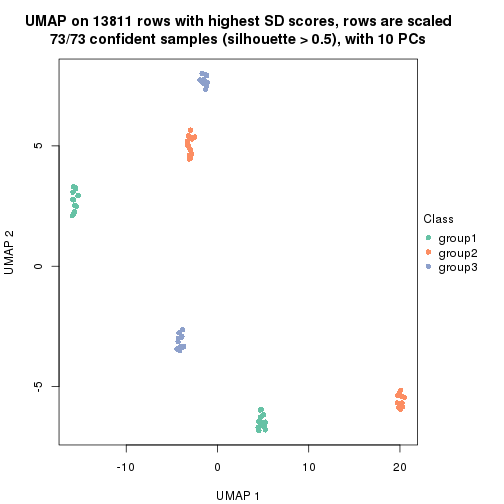 UMAP on 13811 rows with highest SD scores, rows are scaled
73/73 confident samples (silhouette > 0.5), with 10 PCs
UMAP 2
5
0
-5
-10
0
10
20
UMAP 1
Class
group1
group2
group3